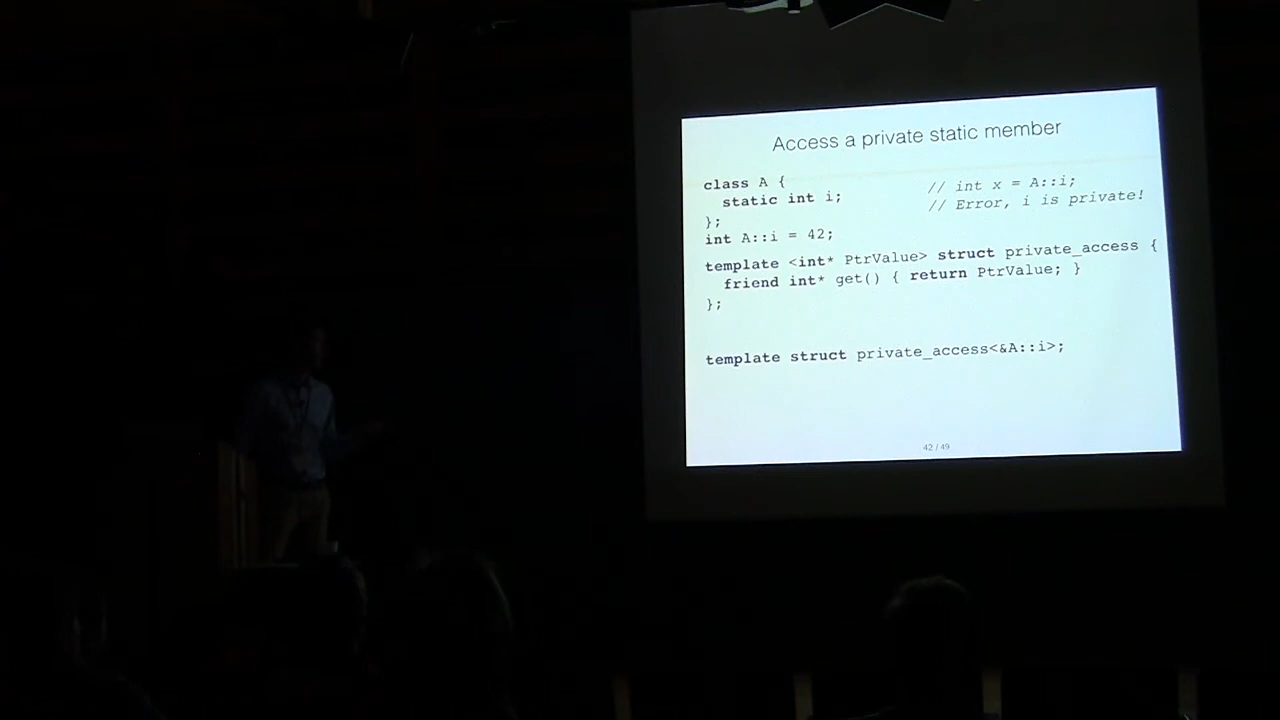 Access a private static member
class A {
  static int i;
};
int A::i = 42;
// int x = A::i;
// Error, i is private!
template <int* PtrValue> struct private_access {
  friend int* get() { return PtrValue; }
};
template struct private_access<&A::i>;
42 / 49